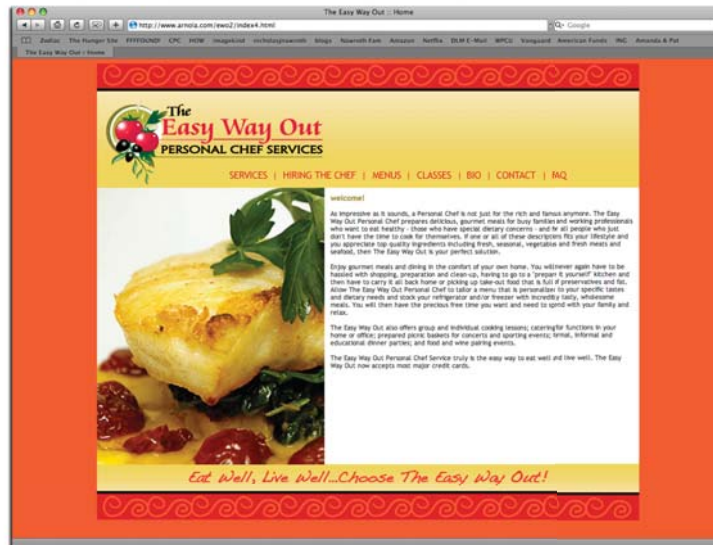 The Easy Way Out :: Home
http://www.arnola.com/ewo2/index4.html
Google
Zodiac The Hunger Site FFFFOUND! CPC HOW imagekind nicholasjnawroth blogs Nawroth Fam Amazon Netflix DLM E-Mail WPCU Vanguard American Funds ING Amanda & Pat
The Easy Way Out :: Home
The
Easy Way Out
PERSONAL CHEF SERVICES
SERVICES | HIRING THE CHEF | MENUS | CLASSES | BIO | CONTACT | FAQ
welcome!
As impressive as it sounds, a Personal Chef is not just for the rich and famous anymore. The Easy
Way Out Personal Chef prepares delicious, gourmet meals for busy families and working professionals
who want to eat healthy - those who have special dietary concerns - and for all people who just
don't have the time to cook for themselves. If one or all of these descriptions fits your lifestyle and
you appreciate top quality ingredients including fresh, seasonal, vegetables and fresh meats and
seafood, then The Easy Way Out is your perfect solution.
Enjoy gourmet meals and dining in the comfort of your own home. You will never again have to be
hassled with shopping, preparation and clean-up, having to go to a "prepare it yourself" kitchen and
then have to carry it all back home or picking up take-out food that is full of preservatives and fat.
Allow The Easy Way Out Personal Chef to tailor a menu that is personalized to your specific tastes
and dietary needs and stock your refrigerator and/or freezer with incredibly tasty, wholesome
meals. You will then have the precious free time you want and need to spend with your family and
relax.
The Easy Way Out also offers group and individual cooking lessons; catering for functions in your
home or office; prepared picnic baskets for concerts and sporting events; formal, informal and
educational dinner parties; and food and wine pairing events.
The Easy Way Out Personal Chef Service truly is the easy way to eat well and live well. The Easy
Way Out now accepts most major credit cards.
Eat Well, Live Well...Choose The Easy Way Out!